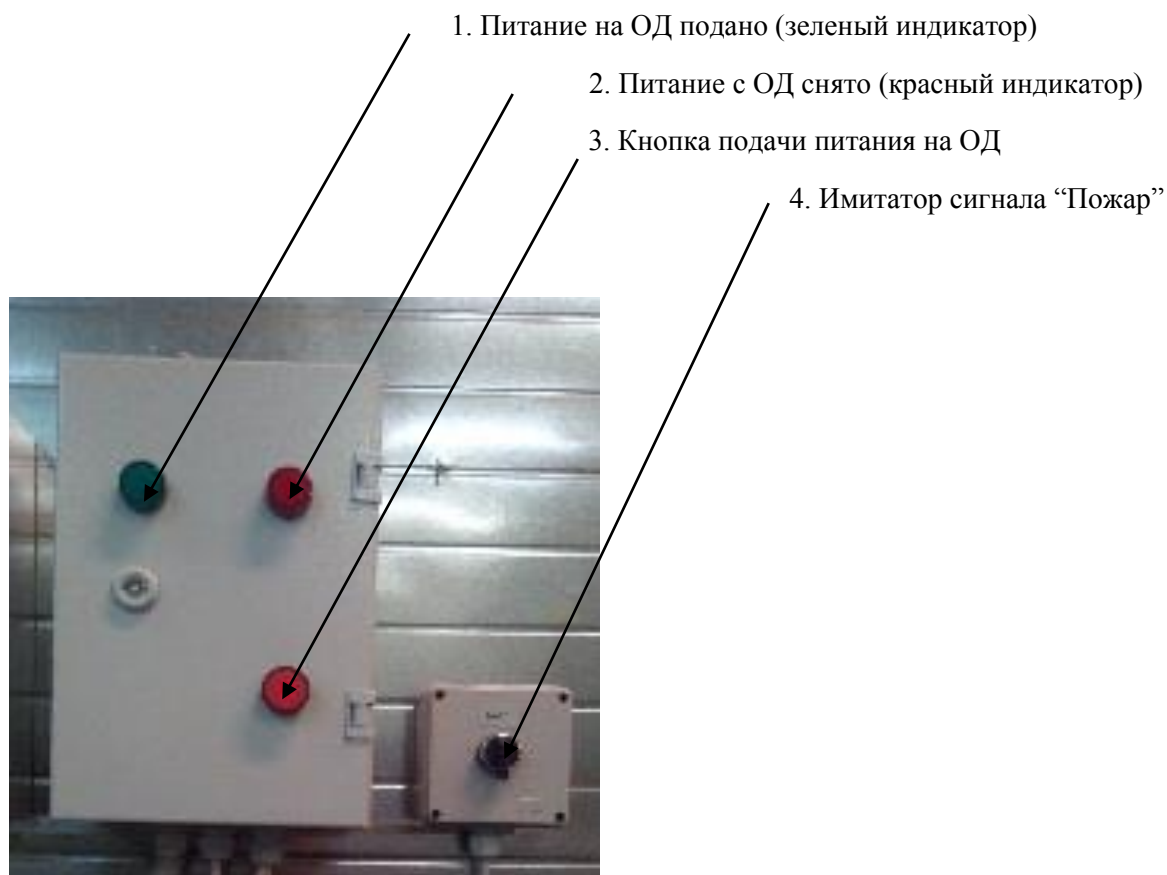 1. Питание на ОД подано (зеленый индикатор)
2. Питание с ОД снято (красный индикатор)
3. Кнопка подачи питания на ОД
4. Имитатор сигнала “Пожар”